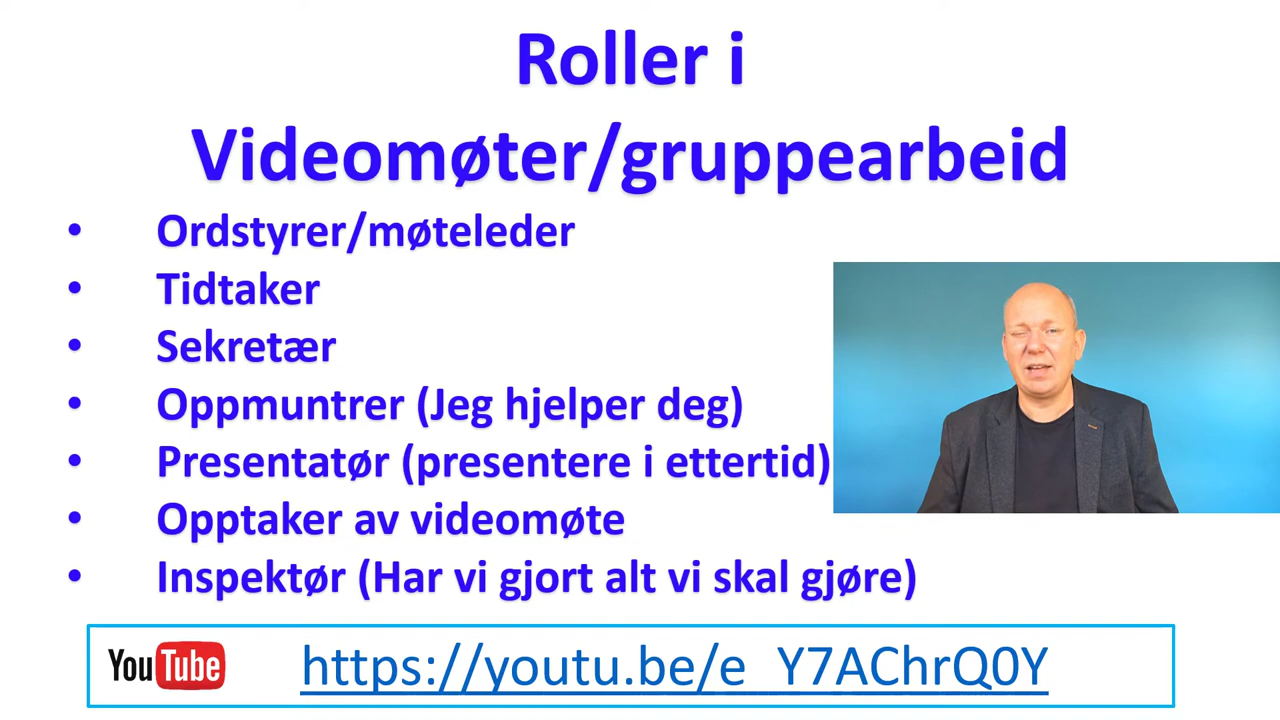 Roller i
Videomøter/gruppearbeid
• Ordstyrer/møteleder
• Tidtaker
• Sekretær
• Oppmuntrer (Jeg hjelper deg)
• Presentatør (presentere i ettertid)
• Opptaker av videomøte
• Inspektør (Har vi gjort alt vi skal gjøre)
YouTube https://youtu.be/e_Y7AChrQ0Y